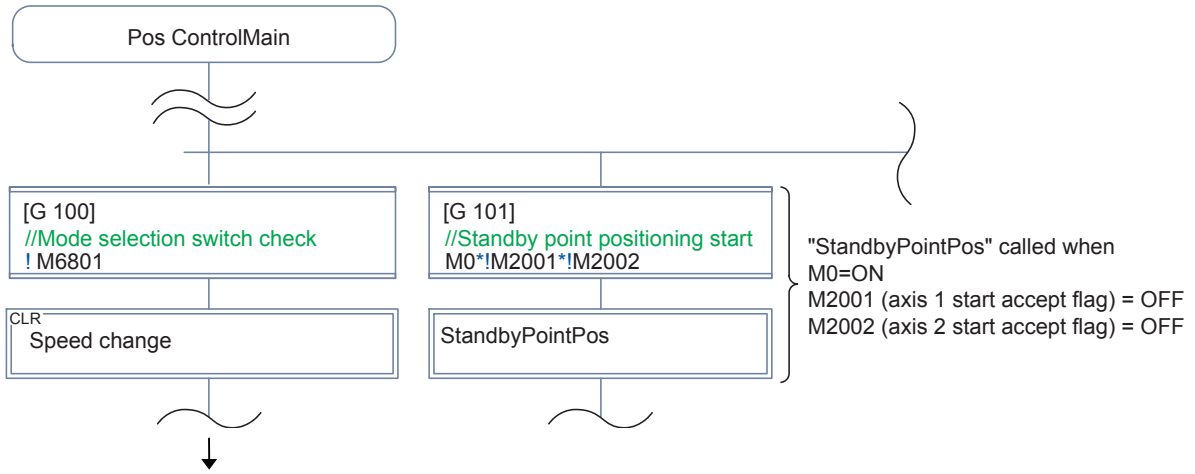 Pos ControlMain
[G 100]
//Mode selection switch check
! M6801
CLR
Speed change
[G 101]
//Standby point positioning start
M0*!M2001*!M2002
StandbyPointPos
"StandbyPointPos" called when
M0=ON
M2001 (axis 1 start accept flag) = OFF
M2002 (axis 2 start accept flag) = OFF